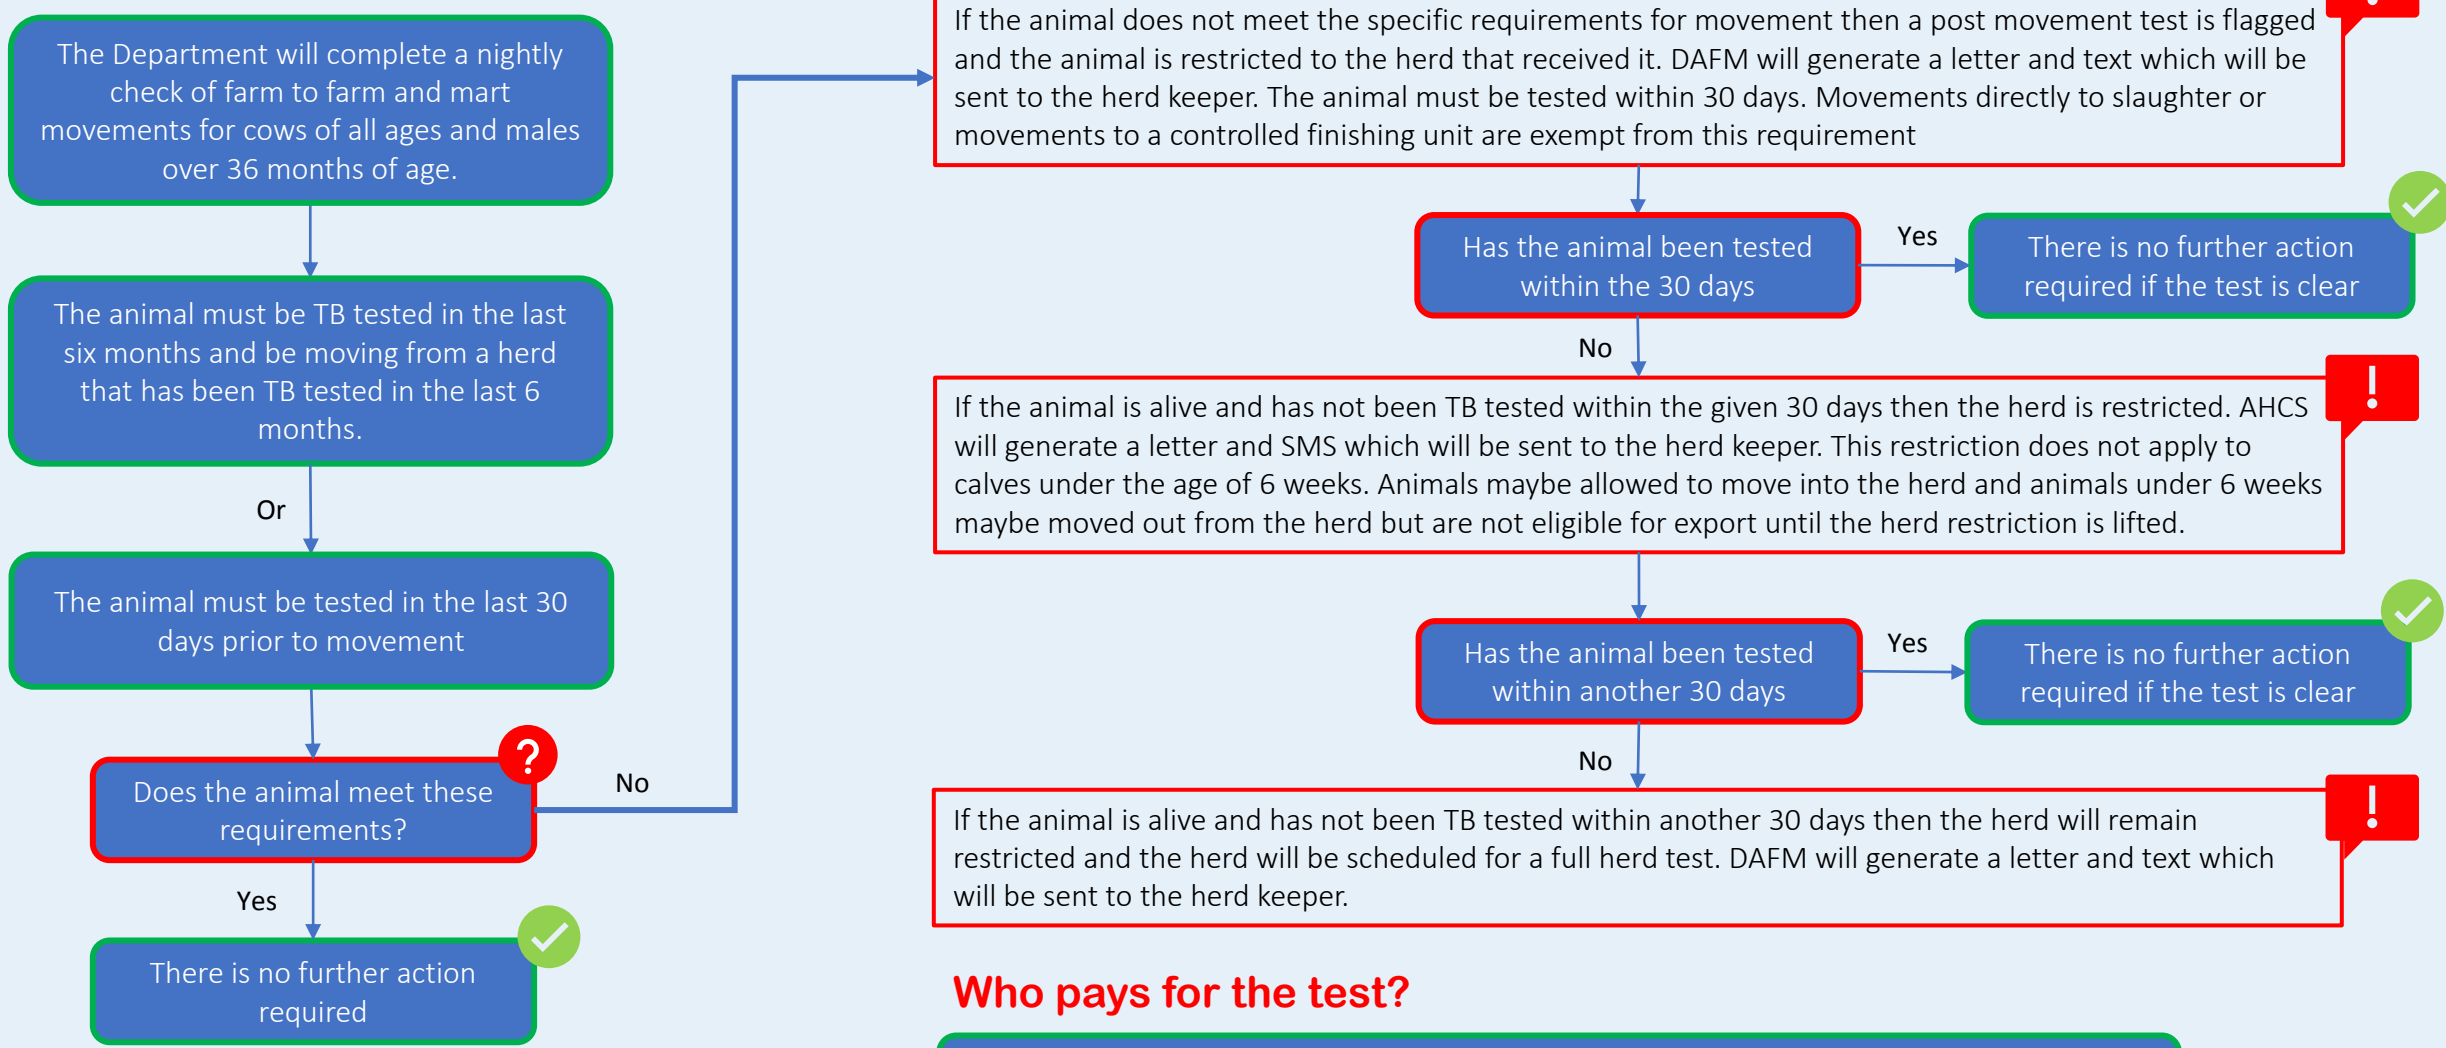 The Department will complete a nightly
check of farm to farm and mart
movements for cows of all ages and males
over 36 months of age.
The animal must be TB tested in the last
six months and be moving from a herd
that has been TB tested in the last 6
months.
Or
The animal must be tested in the last 30
days prior to movement
?
Does the animal meet these
requirements?
No
Yes
There is no further action
required
If the animal does not meet the specific requirements for movement then a post movement test is flagged
and the animal is restricted to the herd that received it. DAFM will generate a letter and text which will be
sent to the herd keeper. The animal must be tested within 30 days. Movements directly to slaughter or
movements to a controlled finishing unit are exempt from this requirement
Has the animal been tested
within the 30 days
Yes
There is no further action
required if the test is clear
No
!
If the animal is alive and has not been TB tested within the given 30 days then the herd is restricted. AHCS
will generate a letter and SMS which will be sent to the herd keeper. This restriction does not apply to
calves under the age of 6 weeks. Animals maybe allowed to move into the herd and animals under 6 weeks
maybe moved out from the herd but are not eligible for export until the herd restriction is lifted.
Has the animal been tested
within another 30 days
Yes
There is no further action
required if the test is clear
No
!
If the animal is alive and has not been TB tested within another 30 days then the herd will remain
restricted and the herd will be scheduled for a full herd test. DAFM will generate a letter and text which
will be sent to the herd keeper.
Who pays for the test?